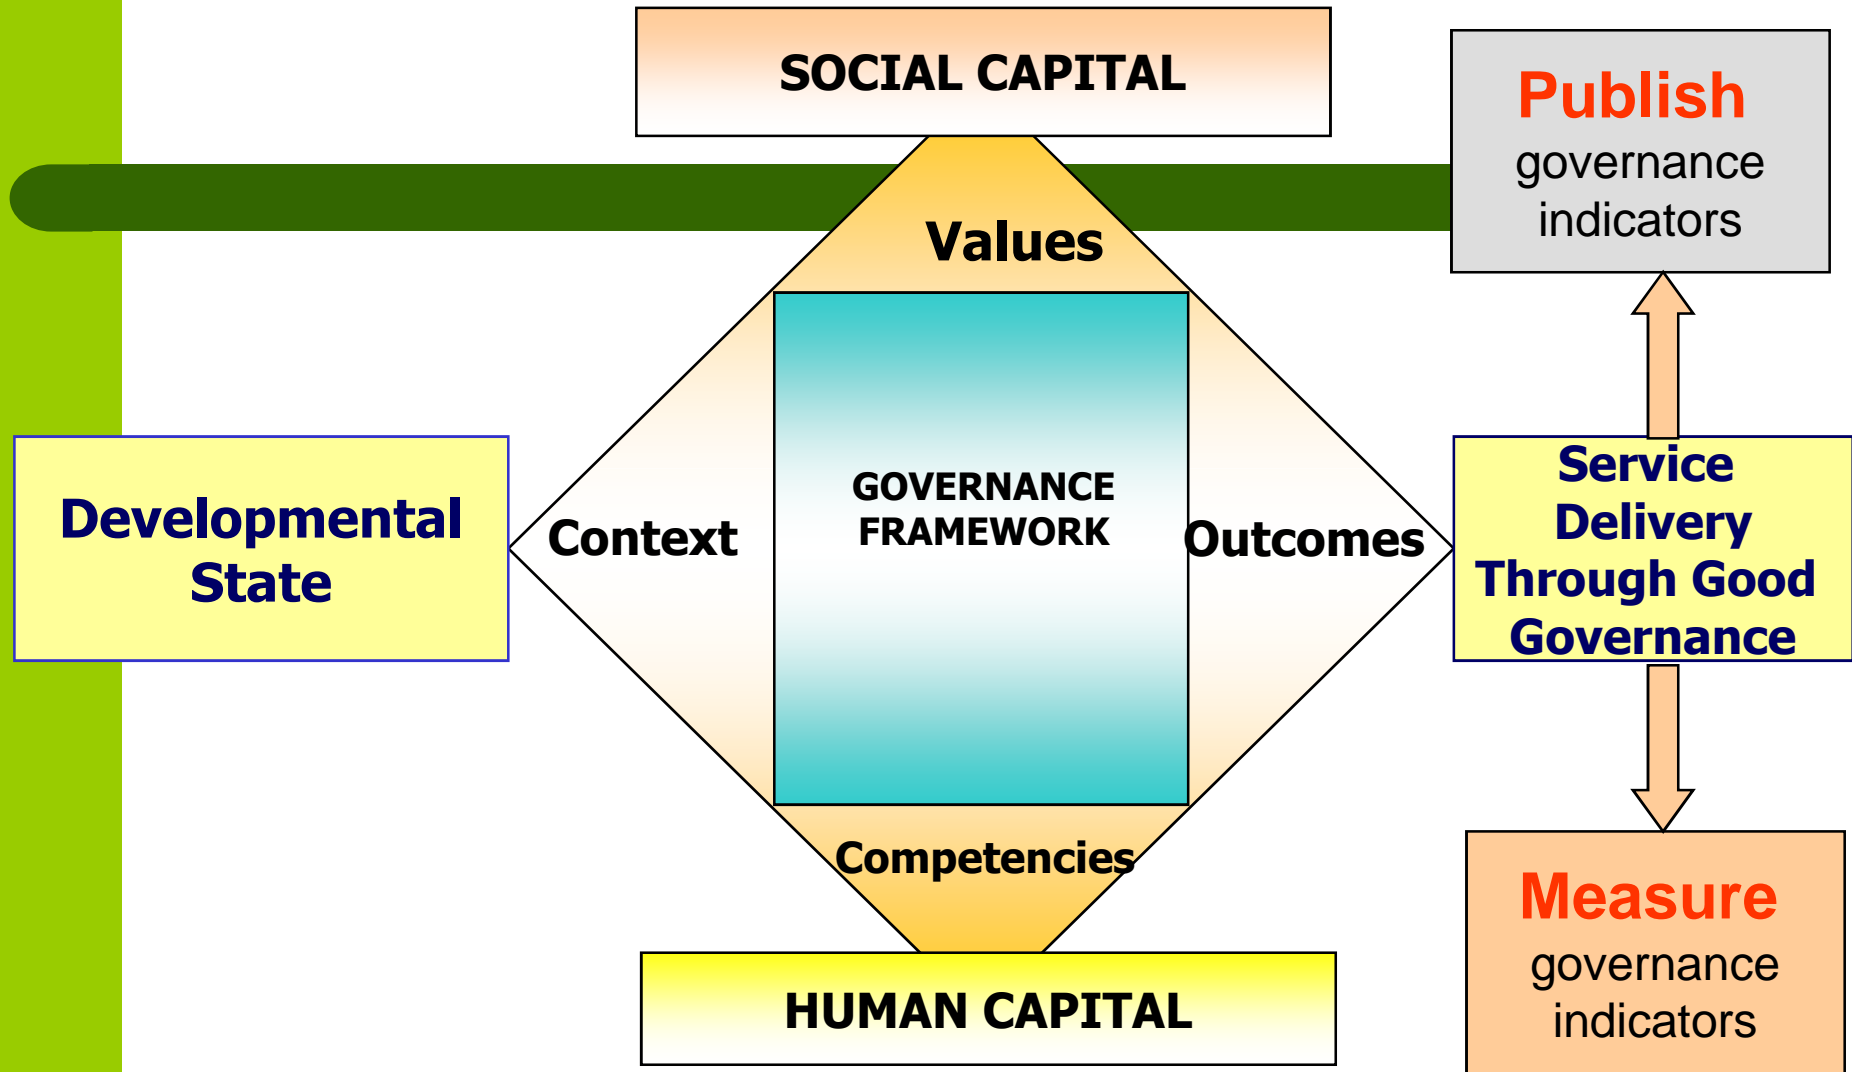 SOCIAL CAPITAL
Publish
governance
indicators
Values
Developmental
State
Context
GOVERNANCE
FRAMEWORK
Outcomes
Service
Delivery
Through Good
Governance
Competencies
HUMAN CAPITAL
Measure
governance
indicators